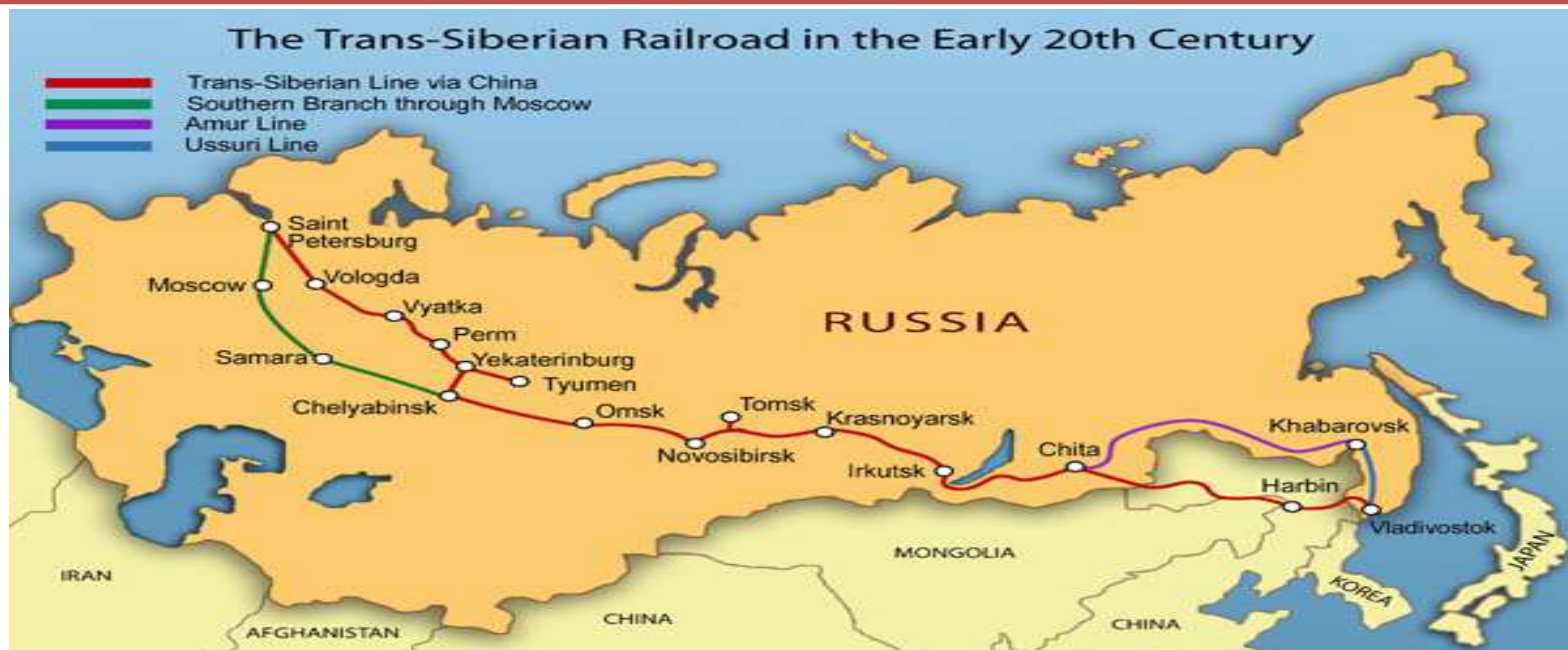 The Trans-Siberian Railroad in the Early 20th Century
Trans-Siberian Line via China
Southern Branch through Moscow
Amur Line
Ussuri Line
Saint
Petersburg
Moscow
Vologda
Vyatka
Perm
Samara
Yekaterinburg
Tyumen
Chelyabinsk
Omsk
Tomsk
Novosibirsk
Krasnoyarsk
RUSSIA
Irkutsk
Chita
Khabarovsk
Harbin
Vladivostok
MONGOLIA
IRAN
AFGHANISTAN
CHINA
CHINA
KOREA
JAPAN